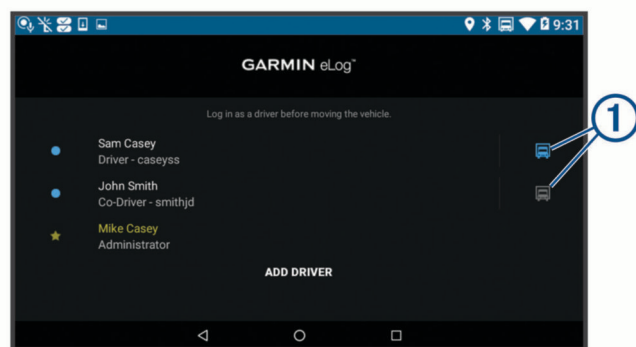 9:31
GARMIN eLog™
Log in as a driver before moving the vehicle.
Sam Casey
Driver - caseyss
1
John Smith
Co-Driver - smithjd
Mike Casey
Administrator
ADD DRIVER